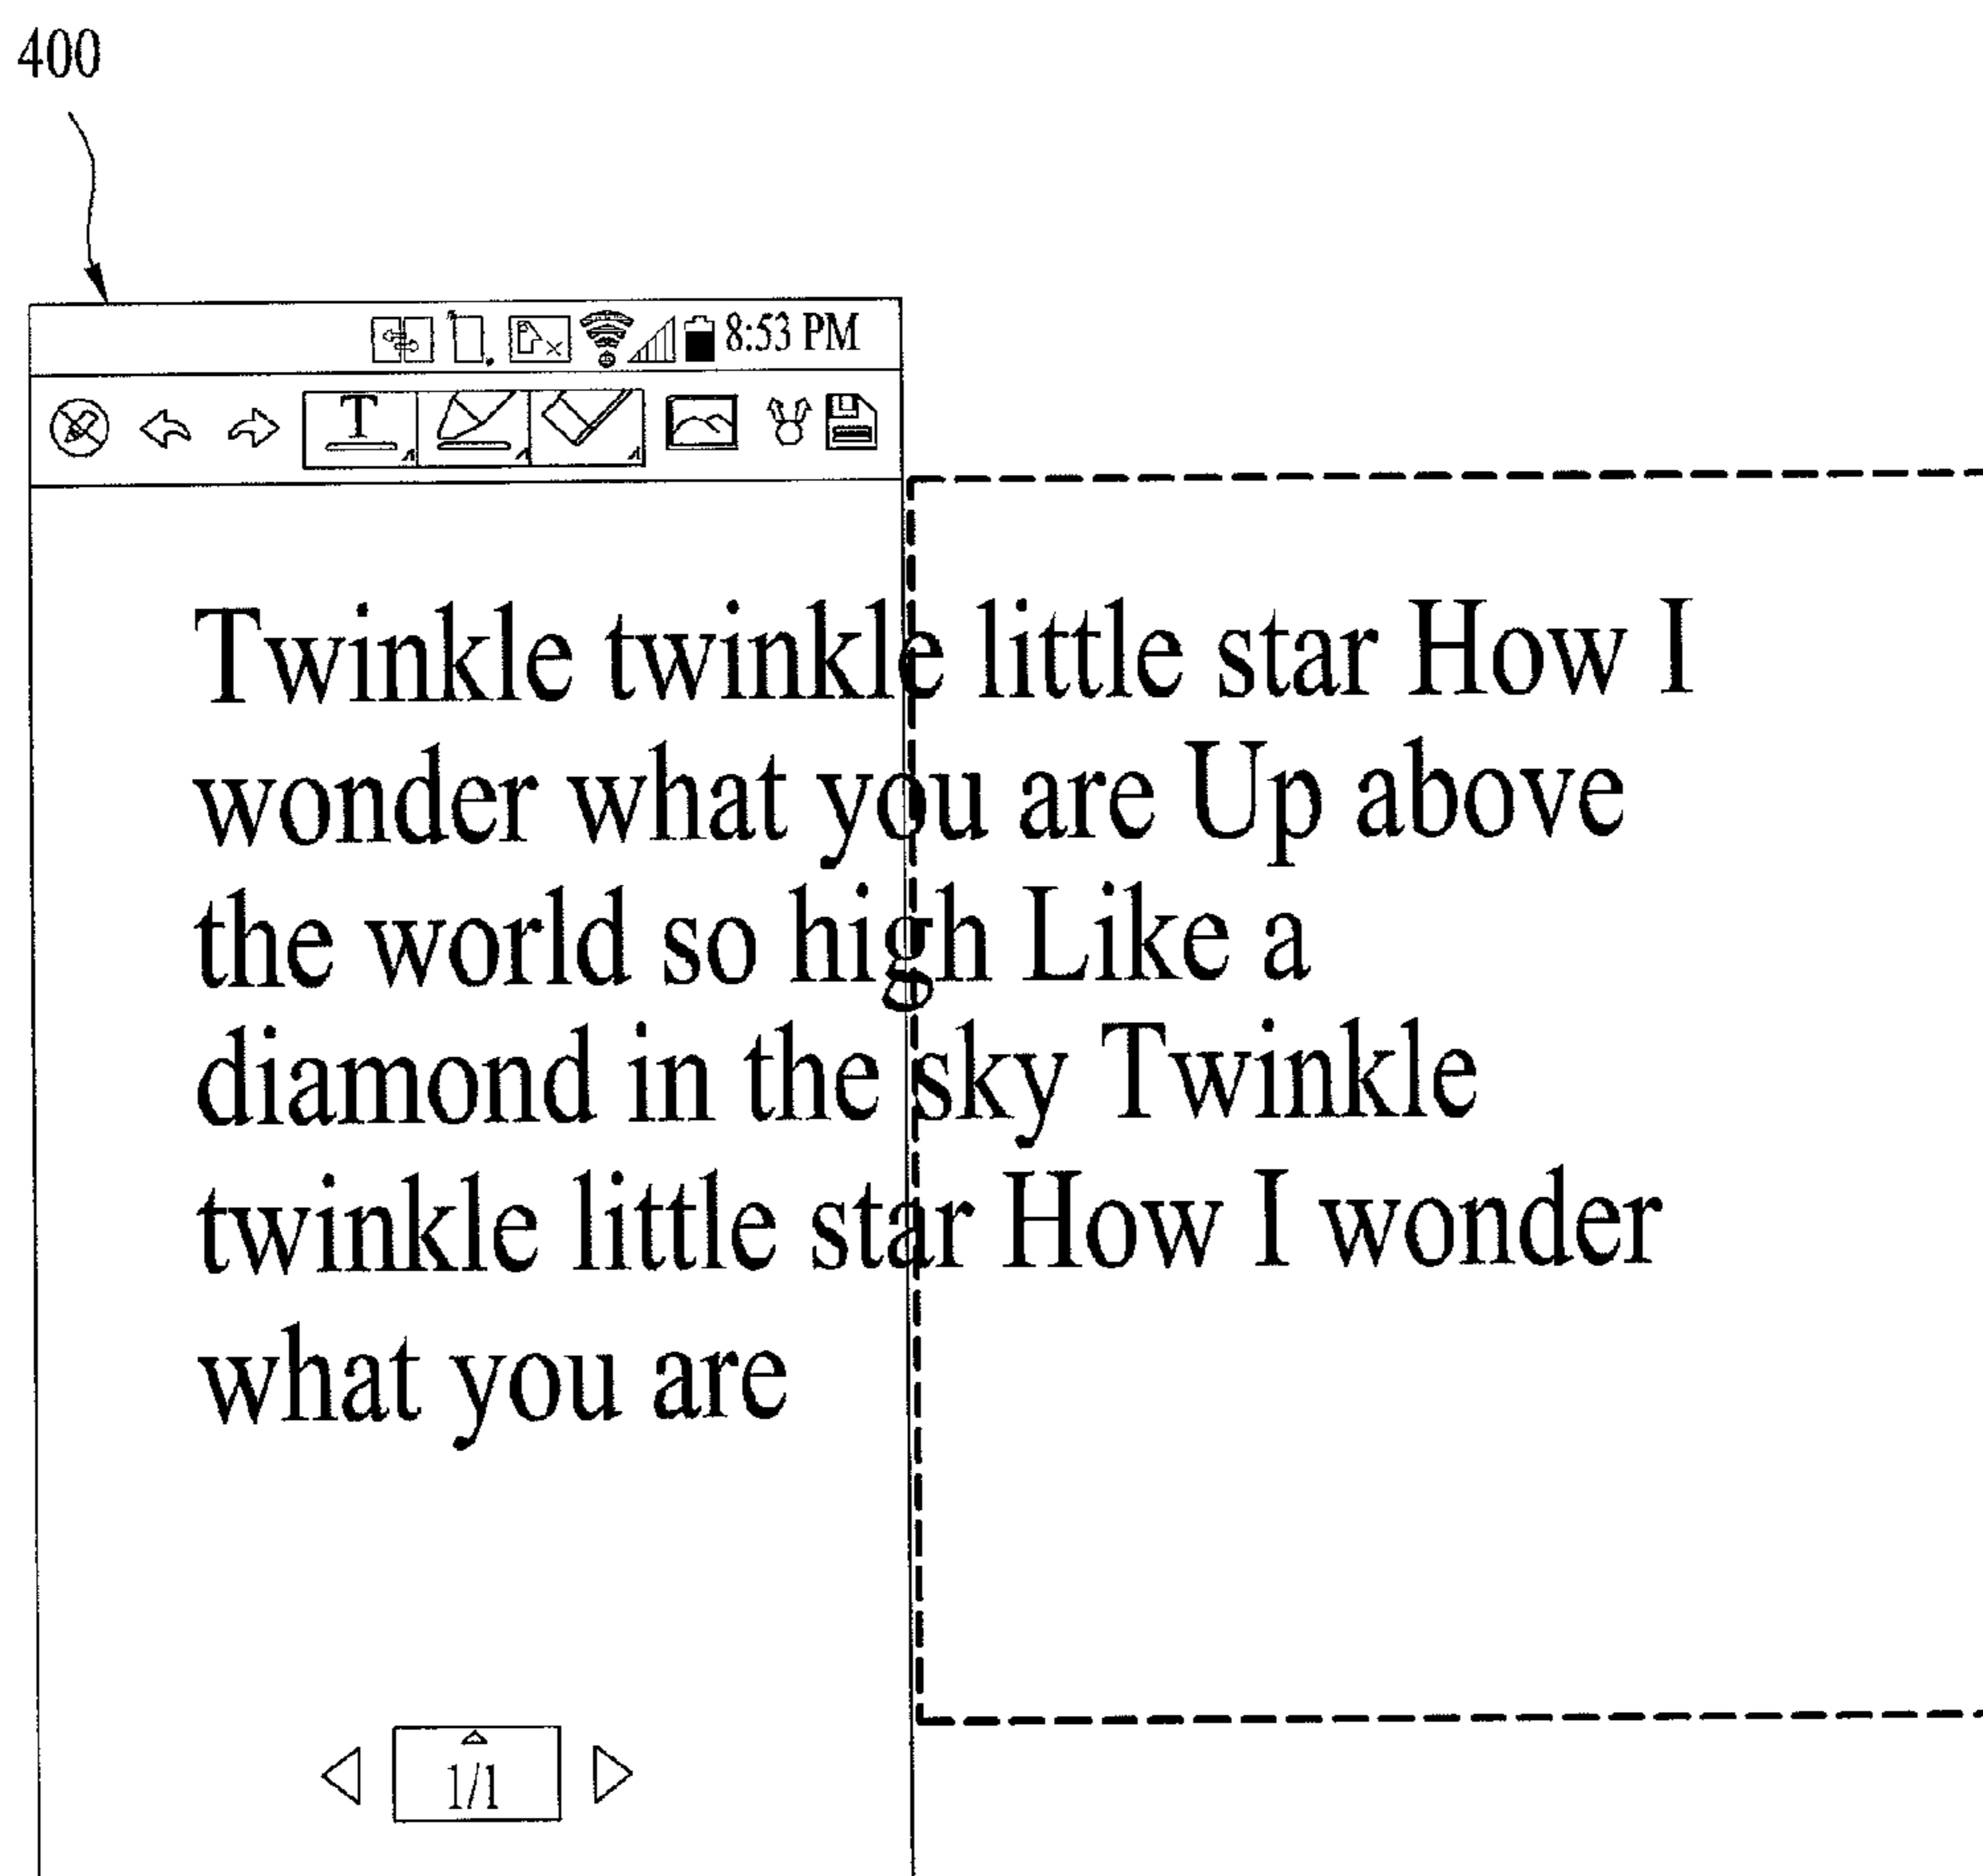 400
8:53 PM
T
Twinkle twinkle little star How I
wonder what you are Up above
the world so high Like a
diamond in the sky Twinkle
twinkle little star How I wonder
what you are
1/1